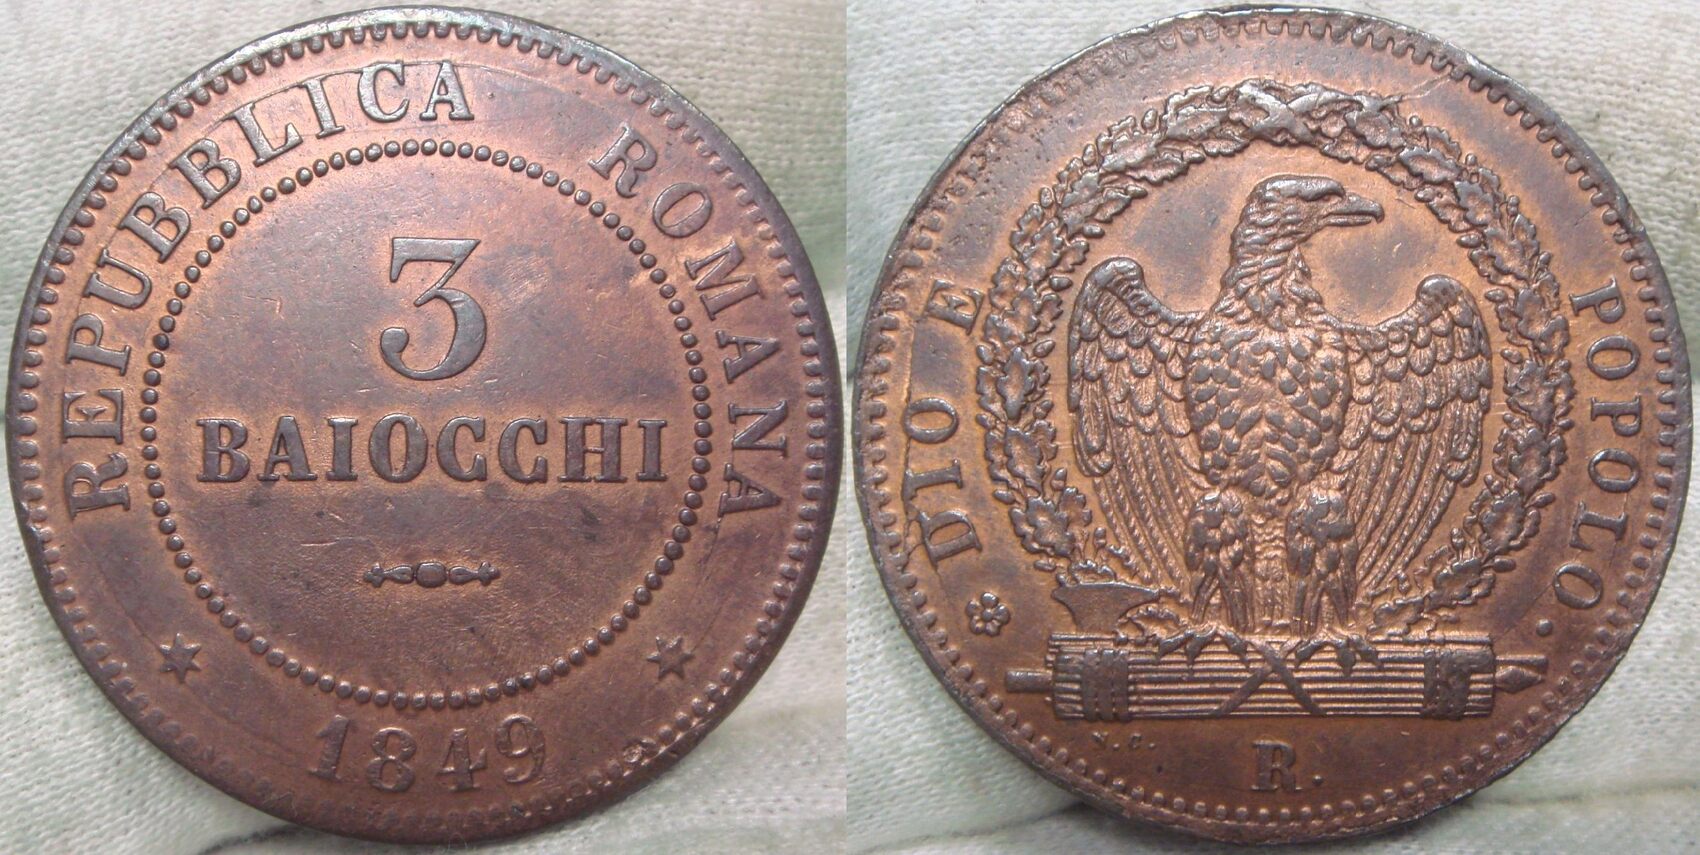 REPUBBLICA ROMANA
3
BAIOCCHI
1849
DIO E POPOLO.
N. C.
R.